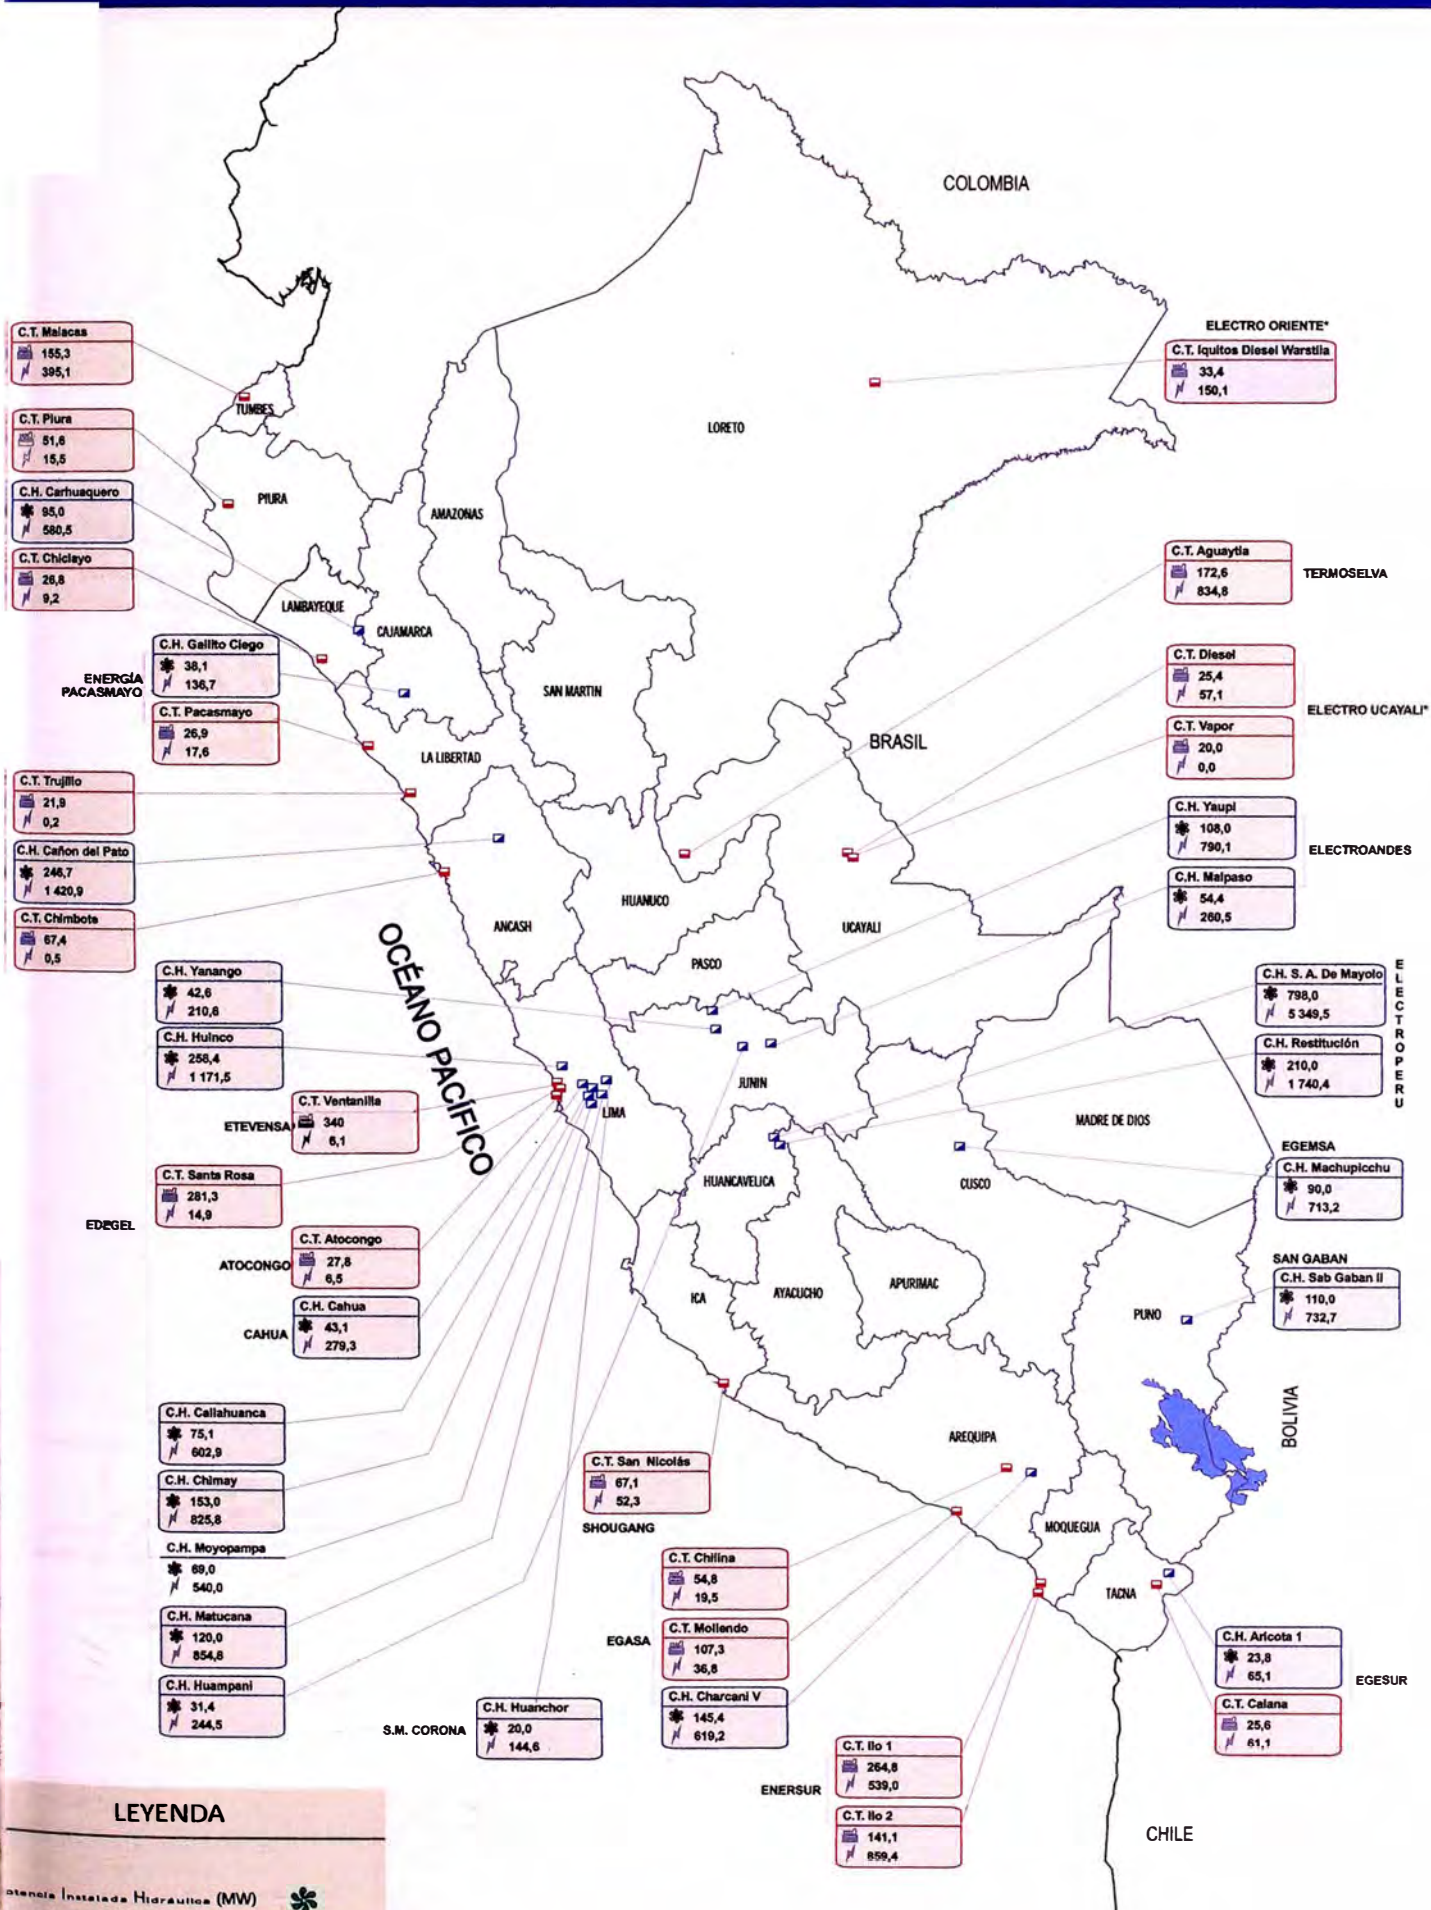 COLOMBIA
C.T. Malacas
155,3
395,1
TUMBES
C.T. Piura
51,6
15,5
PIURA
C.H. Carhuaquero
95,0
580,5
C.T. Chiclayo
26,8
9,2
ELECTRO ORIENTE*
C.T. Iquitos Diesel Warstila
33,4
150,1
LORETO
AMAZONAS
LAMBAYEQUE
CAJAMARCA
SAN MARTIN
C.T. Aguaytia
172,6
834,8
TERMOSELVA
ENERGÍA
PACASMAYO
C.H. Gallito Ciego
38,1
136,7
C.T. Pacasmayo
26,9
17,6
LA LIBERTAD
C.T. Diesel
25,4
57,1
ELECTRO UCAYALI*
C.T. Vapor
20,0
0,0
BRASIL
C.T. Trujillo
21,9
0,2
C.H. Cañon del Pato
246,7
1 420,9
C.T. Chimbote
67,4
0,5
C.H. Yaupi
108,0
790,1
ELECTROANDES
C.H. Malpaso
54,4
260,5
HUANUCO
ANCASH
UCAYALI
PASCO
OCÉANO PACÍFICO
C.H. Yanango
42,6
210,6
C.H. Huinco
258,4
1 171,5
C.H. S. A. De Mayolo
798,0
5 349,5
C.H. Restitución
210,0
1 740,4
ELECTROPERU
JUNIN
LIMA
MADRE DE DIOS
ETEVENSA
C.T. Ventanilla
340
6,1
C.T. Santa Rosa
281,3
14,9
EDEGEL
HUANCAVELICA
CUSCO
EGEMSA
C.H. Machupicchu
90,0
713,2
ATOCONGO
C.T. Atocongo
27,8
6,5
CAHUA
C.H. Cahua
43,1
279,3
ICA
AYACUCHO
APURIMAC
PUNO
SAN GABAN
C.H. Sab Gaban II
110,0
732,7
C.H. Callahuanca
75,1
602,9
C.H. Chimay
153,0
825,8
C.H. Moyopampa
69,0
540,0
C.H. Matucana
120,0
854,8
C.H. Huampani
31,4
244,5
BOLIVIA
AREQUIPA
C.T. San Nicolás
67,1
52,3
SHOUGANG
MOQUEGUA
TACNA
EGASA
C.T. Chilina
54,8
19,5
C.T. Mollendo
107,3
36,8
C.H. Charcani V
145,4
619,2
C.H. Aricota 1
23,8
65,1
EGESUR
C.T. Calana
25,6
61,1
S.M. CORONA
C.H. Huanchor
20,0
144,6
ENERSUR
C.T. Ilo 1
264,8
539,0
C.T. Ilo 2
141,1
859,4
CHILE
LEYENDA
otencia Instalada Hidráulica (MW)